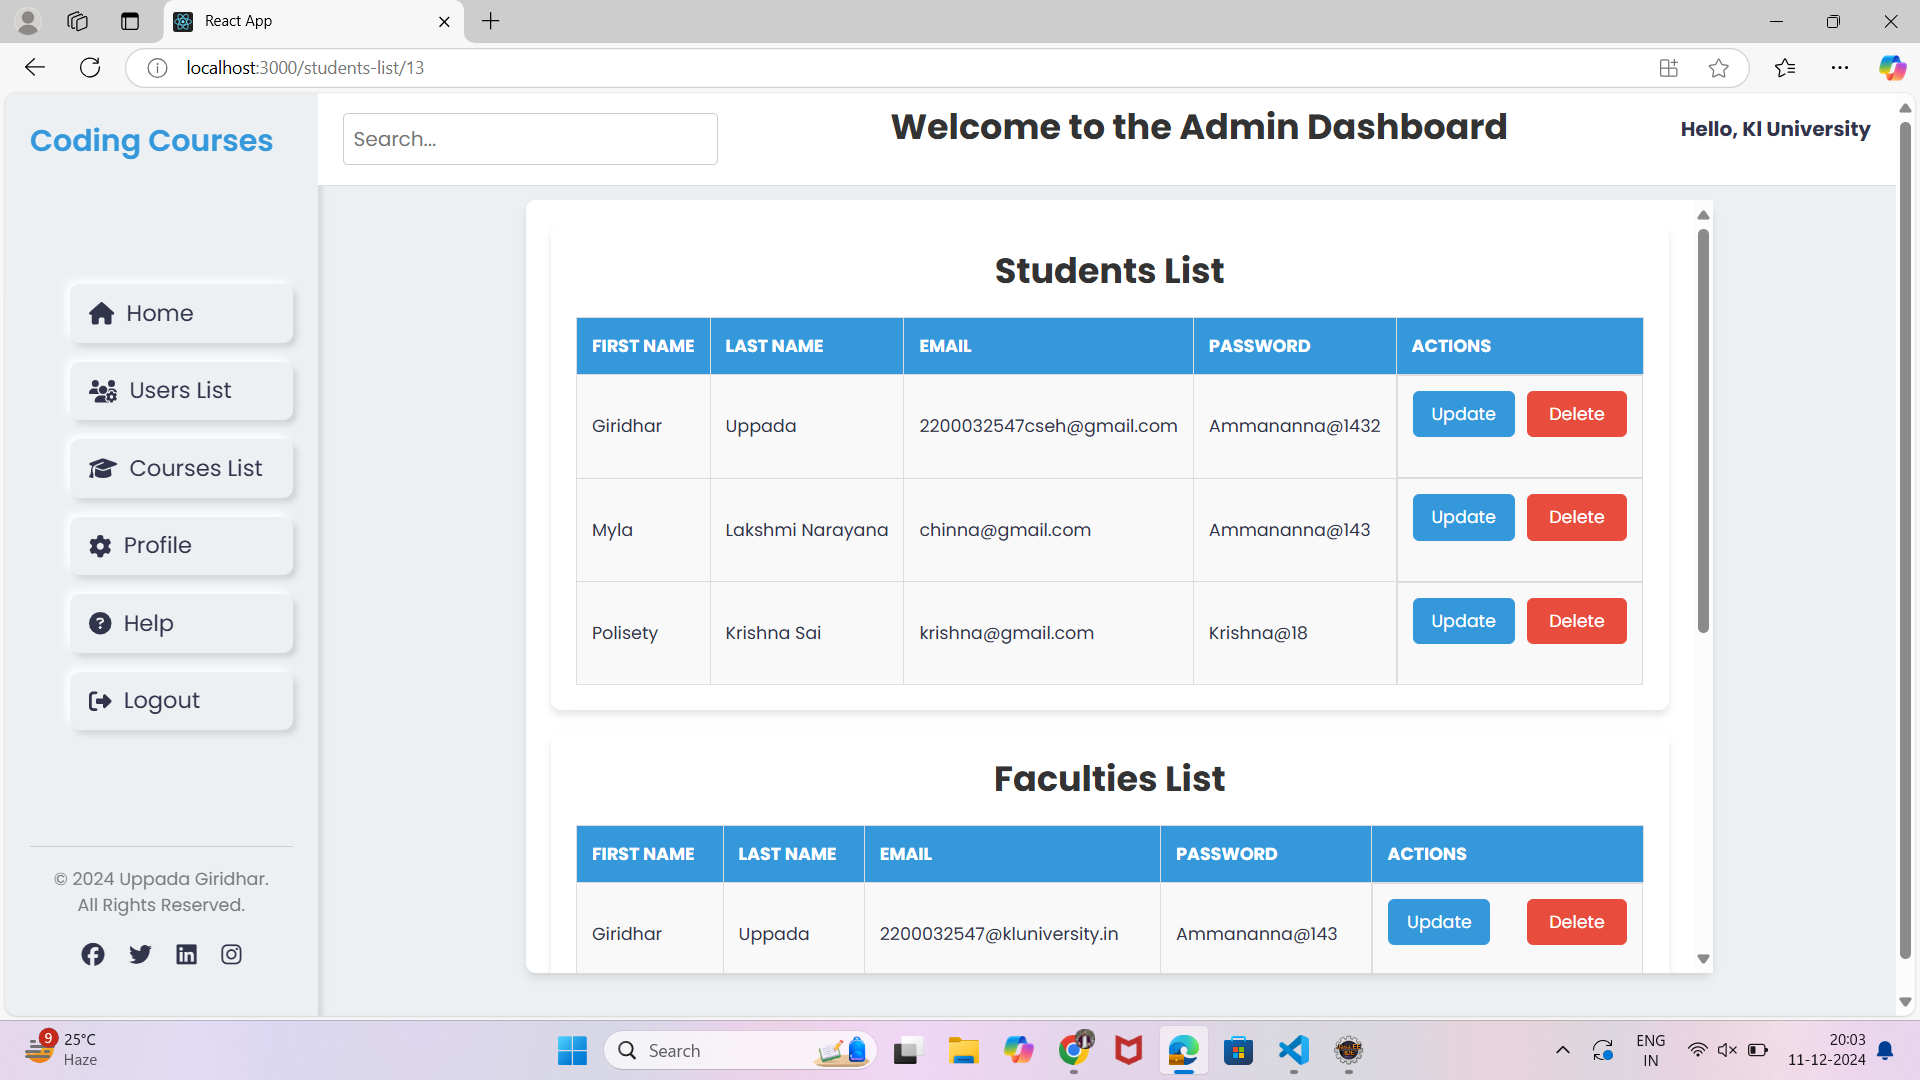 React App
localhost:3000/students-list/13
Coding Courses
Search...
Welcome to the Admin Dashboard
Hello, Kl University
Home
Users List
Courses List
Profile
Help
Logout
© 2024 Uppada Giridhar.
All Rights Reserved.
Students List
FIRST NAME LAST NAME EMAIL PASSWORD ACTIONS
Giridhar Uppada 2200032547cseh@gmail.com Ammananna@1432 Update Delete
Myla Lakshmi Narayana chinna@gmail.com Ammananna@143 Update Delete
Polisety Krishna Sai krishna@gmail.com Krishna@18 Update Delete
Faculties List
FIRST NAME LAST NAME EMAIL PASSWORD ACTIONS
Giridhar Uppada 2200032547@kluniversity.in Ammananna@143 Update Delete
9
25°C
Haze
Search
ENG
IN
20:03
11-12-2024